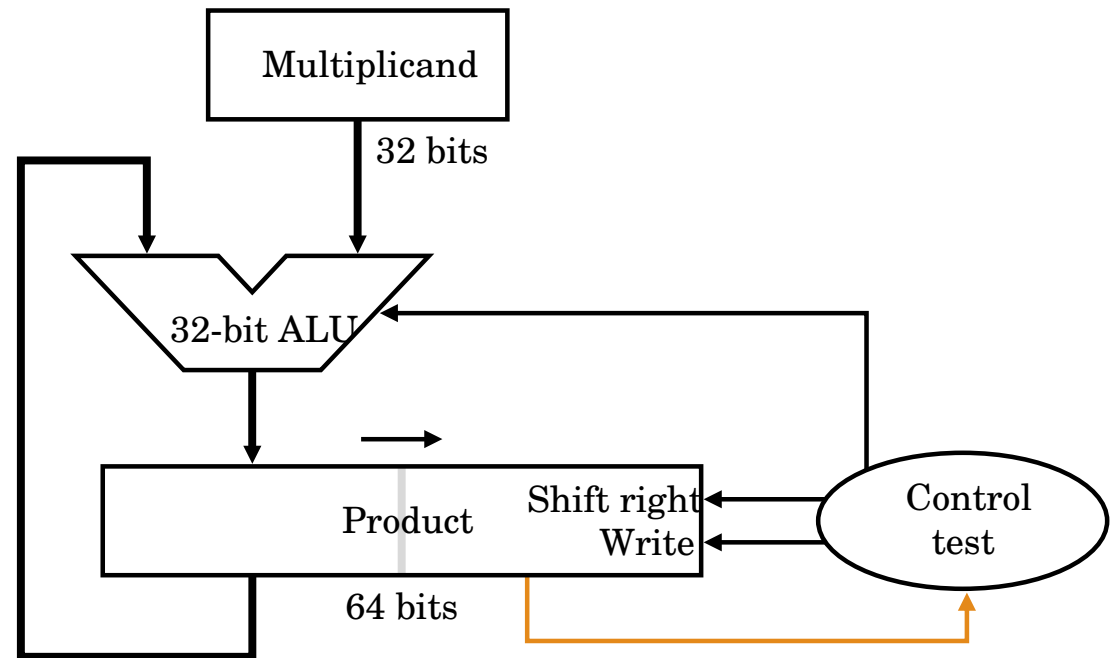 Multiplicand
32 bits
32-bit ALU
Product
Shift right
Write
64 bits
Control
test